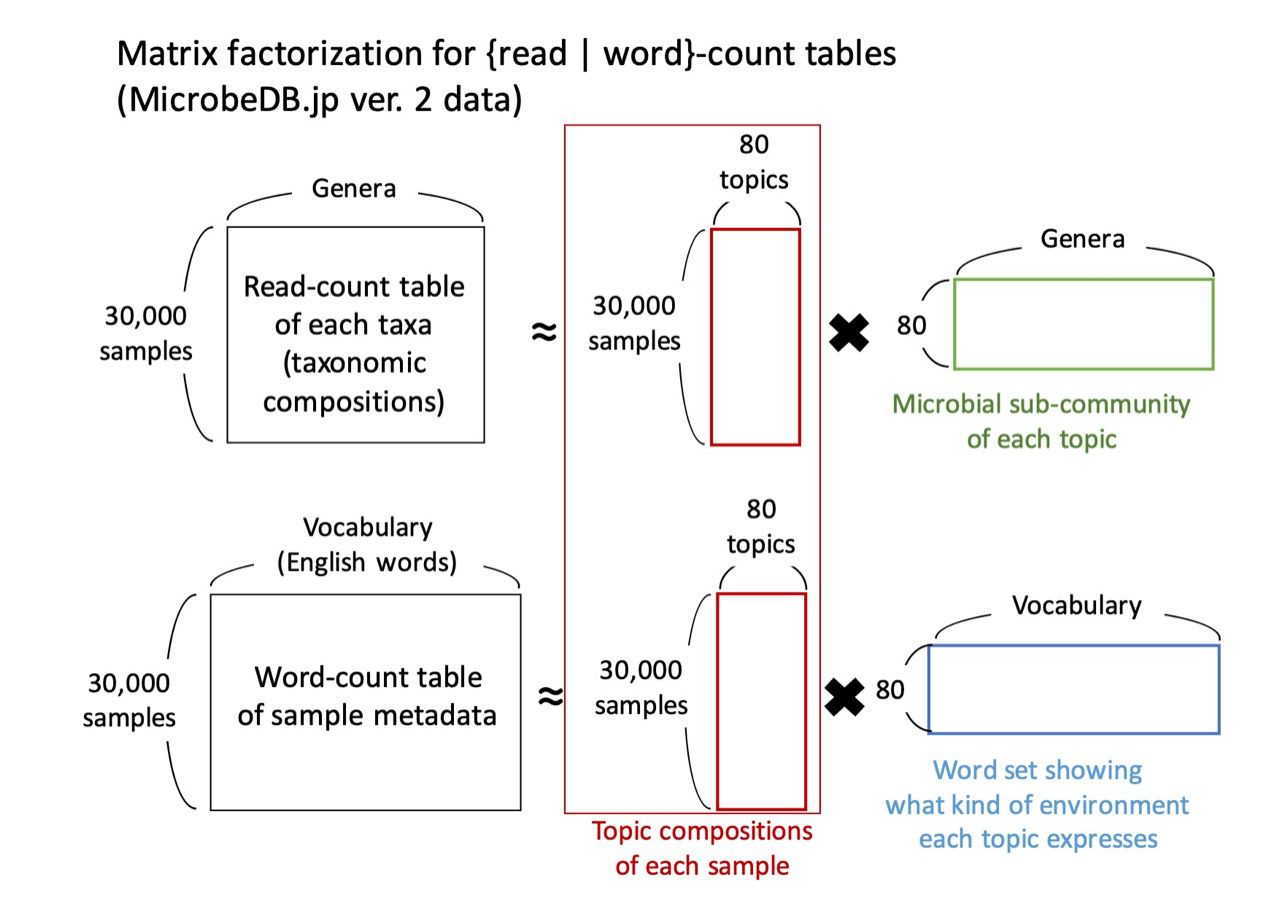 Matrix factorization for {read | word}-count tables
(MicrobeDB.jp ver. 2 data)
Genera
30,000
samples
Read-count table
of each taxa
(taxonomic
compositions)
≈
80
topics
30,000
samples
✖
Genera
80
Microbial sub-community
of each topic
Vocabulary
(English words)
30,000
samples
Word-count table
of sample metadata
≈
80
topics
30,000
samples
✖
Vocabulary
80
Word set showing
what kind of environment
each topic expresses
Topic compositions
of each sample